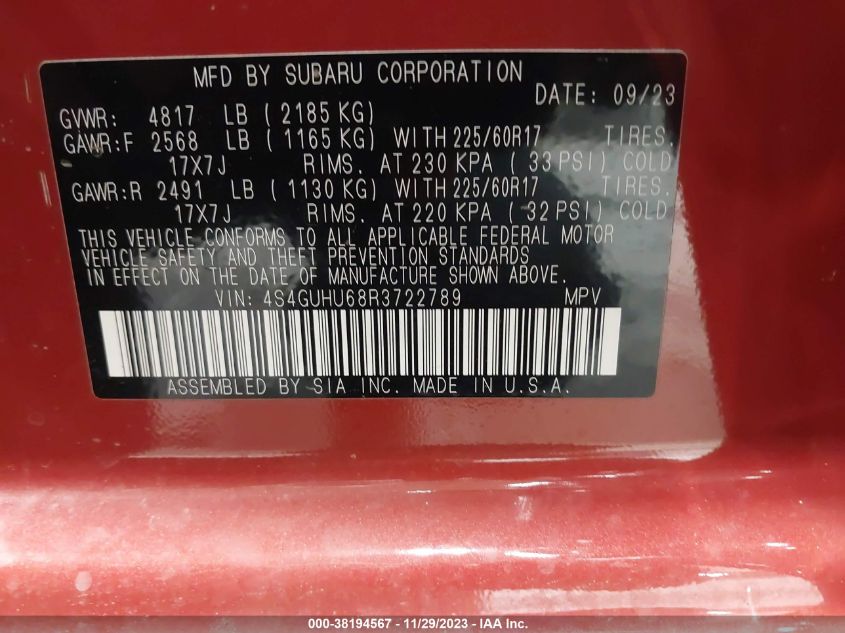 MFD BY SUBARU CORPORATION
DATE: 09/23
GVWR: 4817 LB (2185 KG)
GAWR:F 2568 LB (1165 KG) WITH 225/60R17 TIRES.
17X7J RIMS. AT 230 KPA (33 PSI) COLD
GAWR:R 2491 LB (1130 KG) WITH 225/60R17 TIRES.
17X7J RIMS. AT 220 KPA (32 PSI) COLD
THIS VEHICLE CONFORMS TO ALL APPLICABLE FEDERAL MOTOR
VEHICLE SAFETY AND THEFT PREVENTION STANDARDS
IN EFFECT ON THE DATE OF MANUFACTURE SHOWN ABOVE.
VIN: 4S4GUHU68R3722789 MPV
ASSEMBLED BY SIA INC. MADE IN U.S.A.
000-38194567 - 11/29/2023 - IAA Inc.